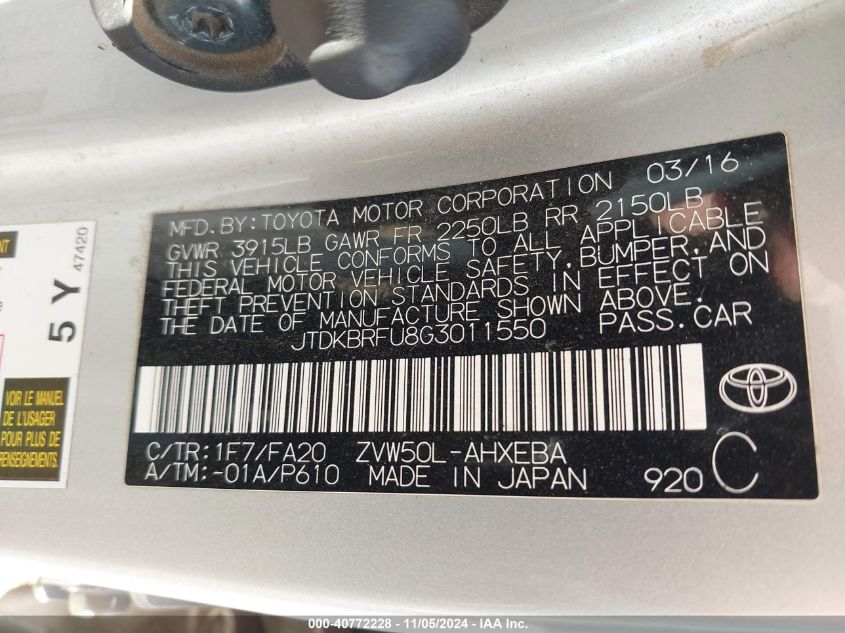 MFD. BY: TOYOTA MOTOR CORPORATION 03/16
GVWR 3915LB GAWR FR 2250LB RR 2150LB
THIS VEHICLE CONFORMS TO ALL APPLICABLE
FEDERAL MOTOR VEHICLE SAFETY, BUMPER, AND
THEFT PREVENTION STANDARDS IN EFFECT ON
THE DATE OF MANUFACTURE SHOWN ABOVE.
JTDKBRFU8G3011550 PASS. CAR
C/TR: 1F7/FA20 ZVW50L-AHXEBA
A/TM: -01A/P610 MADE IN JAPAN 920 C
5 Y 47420
VOIR LE MANUEL
DE L'USAGER
POUR PLUS DE
000-40772228 - 11/05/2024 - IAA Inc.